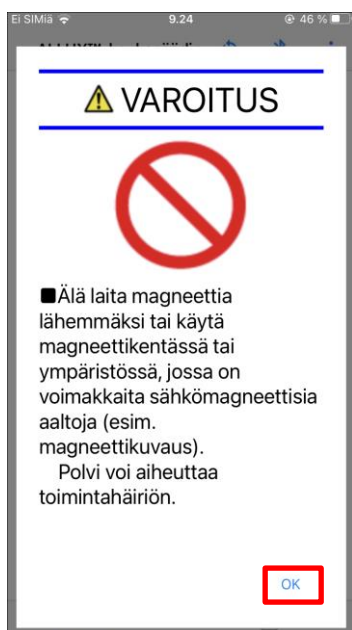 Ei SIMiä 9.24 46 %
VAROITUS
■Älä laita magneettia
lähemmäksi tai käytä
magneettikentässä tai
ympäristössä, jossa on
voimakkaita sähkömagneettisia
aaltoja (esim.
magneettikuvaus).
Polvi voi aiheuttaa
toimintahäiriön.
OK